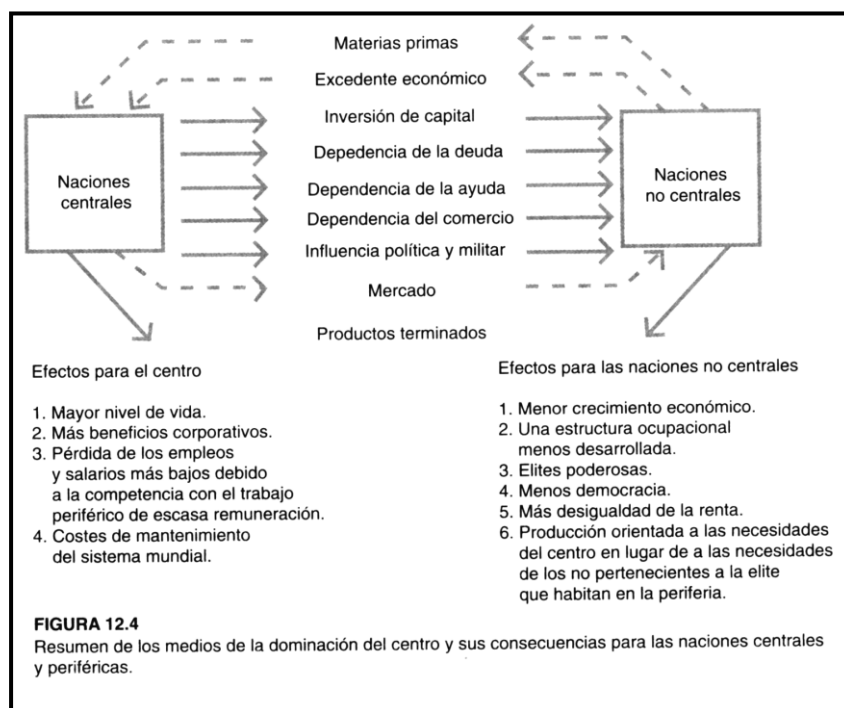 Materias primas
Excedente económico
Inversión de capital
Depedencia de la deuda
Dependencia de la ayuda
Dependencia del comercio
Influencia política y militar
Mercado
Productos terminados
Naciones
centrales
Naciones
no centrales
Efectos para el centro
1. Mayor nivel de vida.
2. Más beneficios corporativos.
3. Pérdida de los empleos
y salarios más bajos debido
a la competencia con el trabajo
periférico de escasa remuneración.
4. Costes de mantenimiento
del sistema mundial.
Efectos para las naciones no centrales
1. Menor crecimiento económico.
2. Una estructura ocupacional
menos desarrollada.
3. Elites poderosas.
4. Menos democracia.
5. Más desigualdad de la renta.
6. Producción orientada a las necesidades
del centro en lugar de a las necesidades
de los no pertenecientes a la elite
que habitan en la periferia.
FIGURA 12.4
Resumen de los medios de la dominación del centro y sus consecuencias para las naciones centrales
y periféricas.